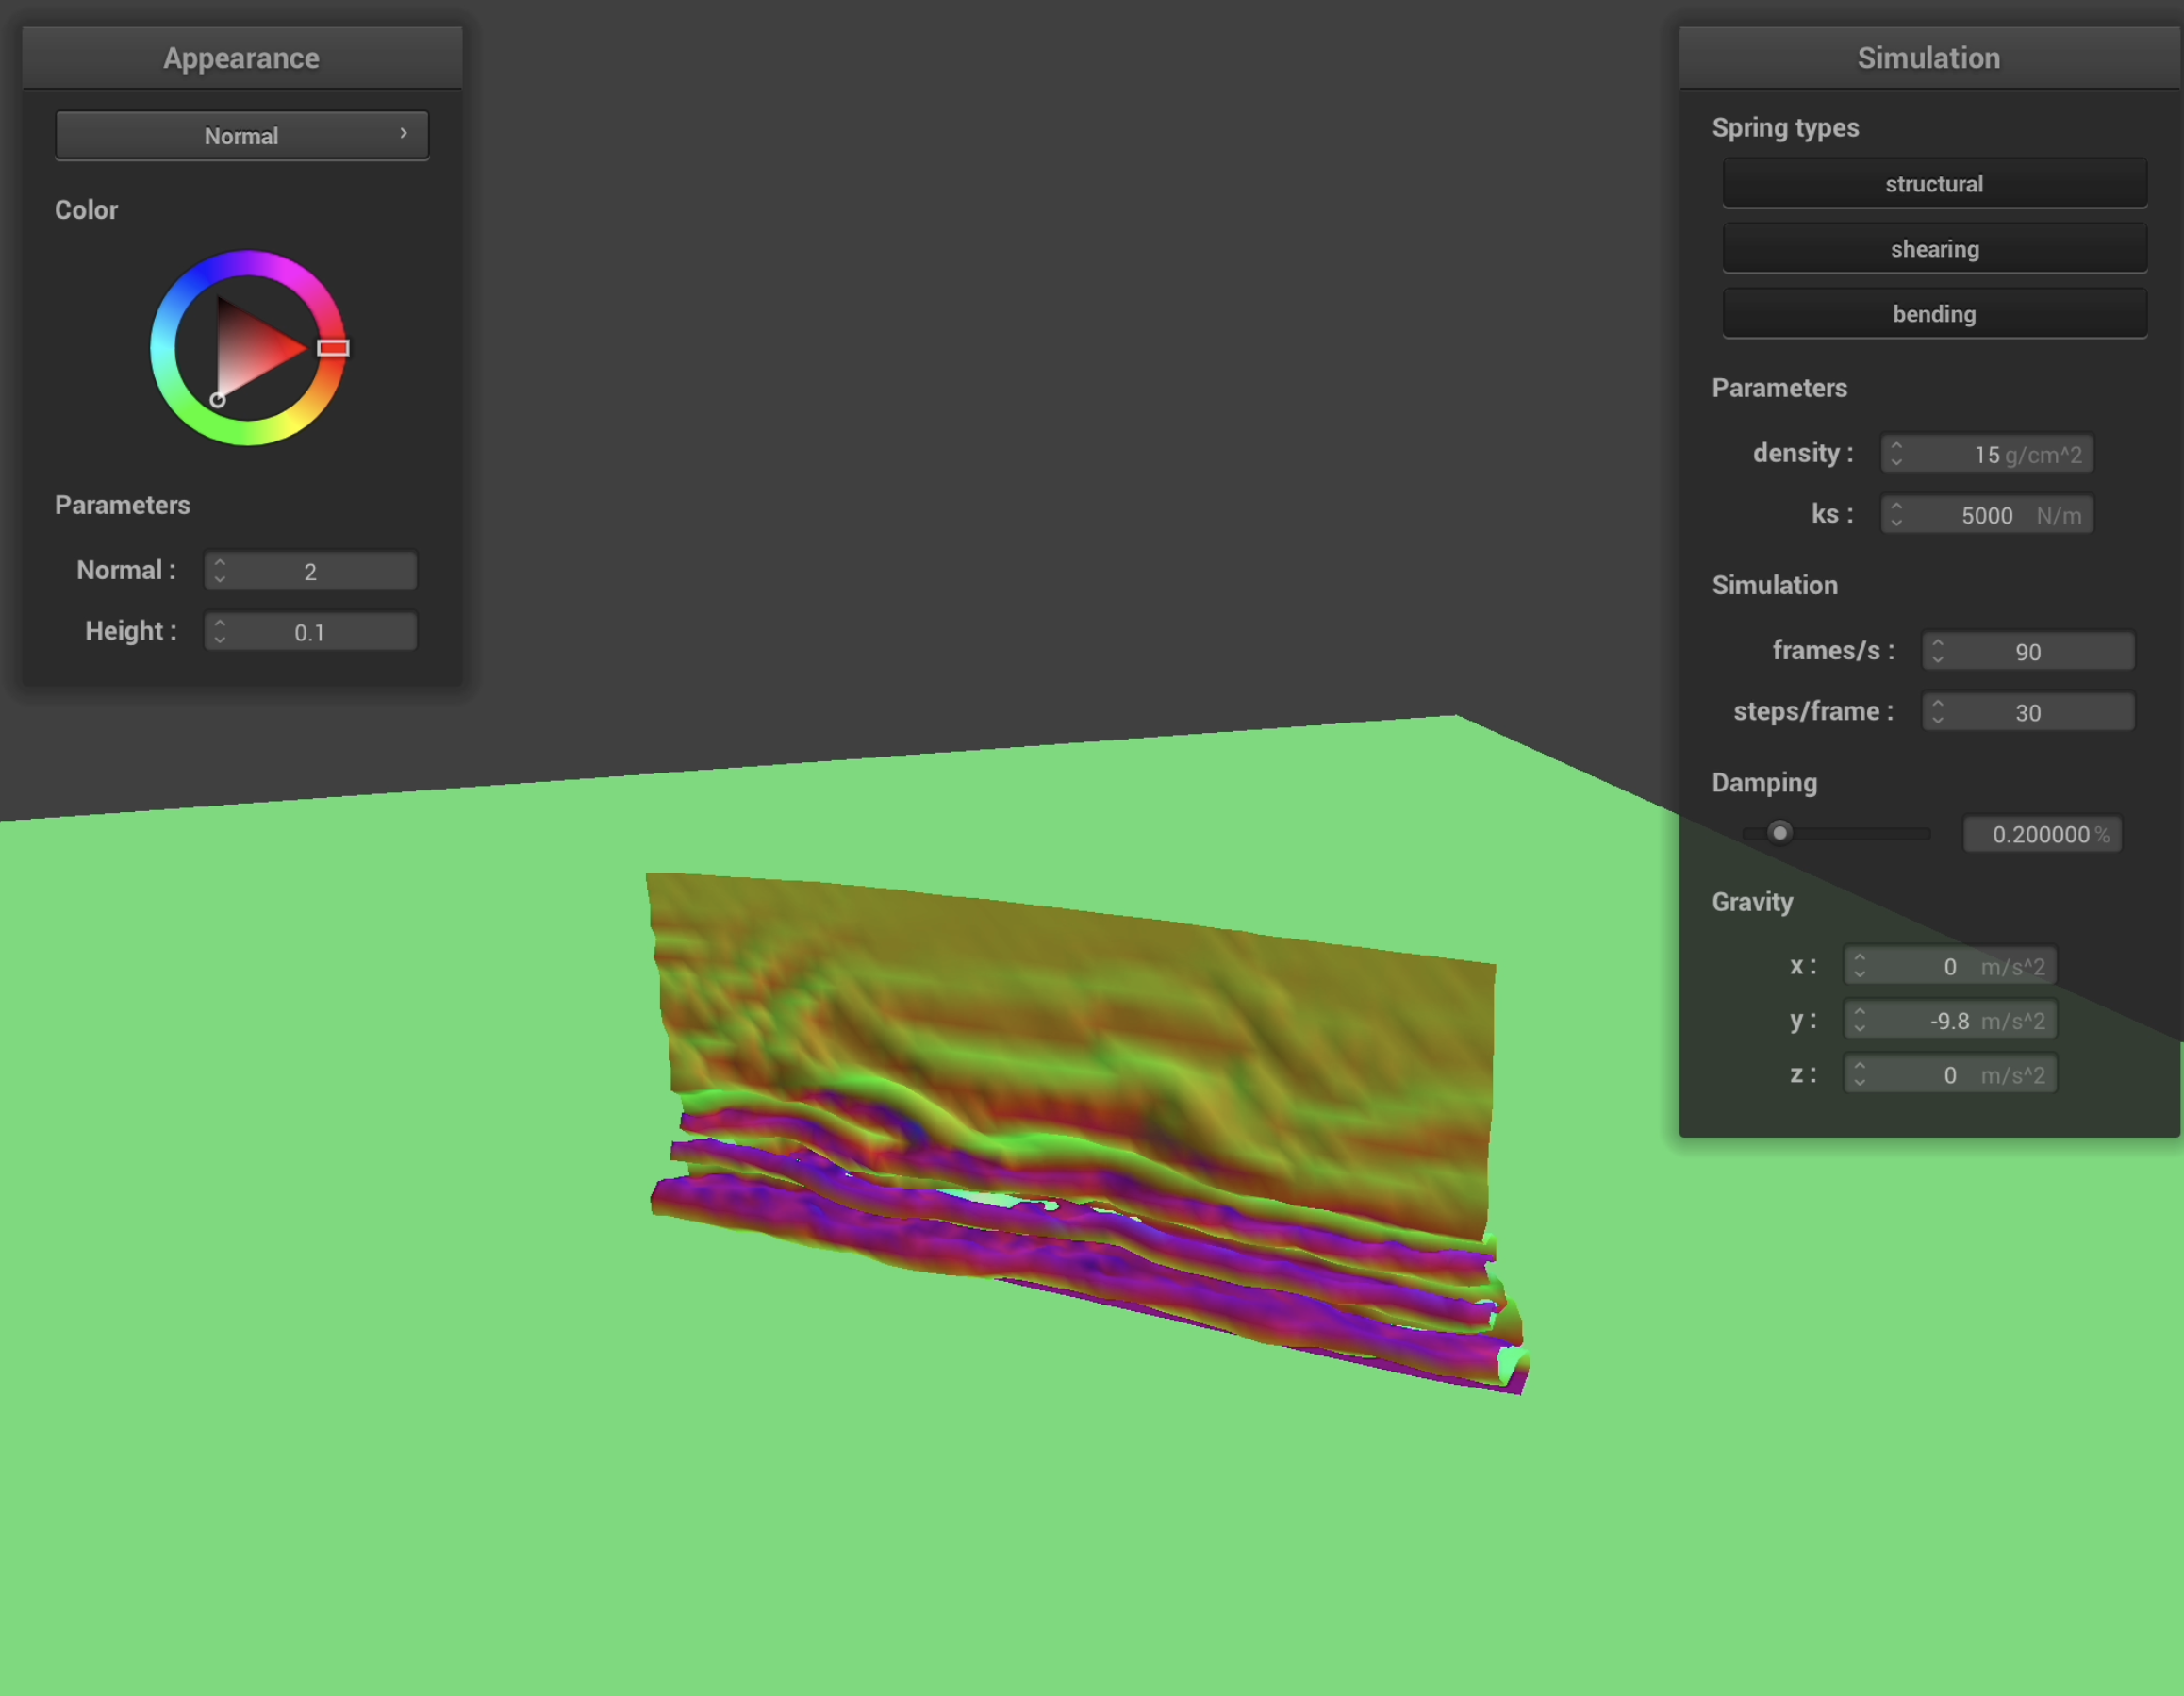 Appearance
Normal
Color
Parameters
Normal : 2
Height : 0.1
Simulation
Spring types
structural
shearing
bending
Parameters
density : 15 g/cm^2
ks : 5000 N/m
Simulation
frames/s : 90
steps/frame : 30
Damping
0.200000 %
Gravity
x : 0 m/s^2
y : -9.8 m/s^2
z : 0 m/s^2